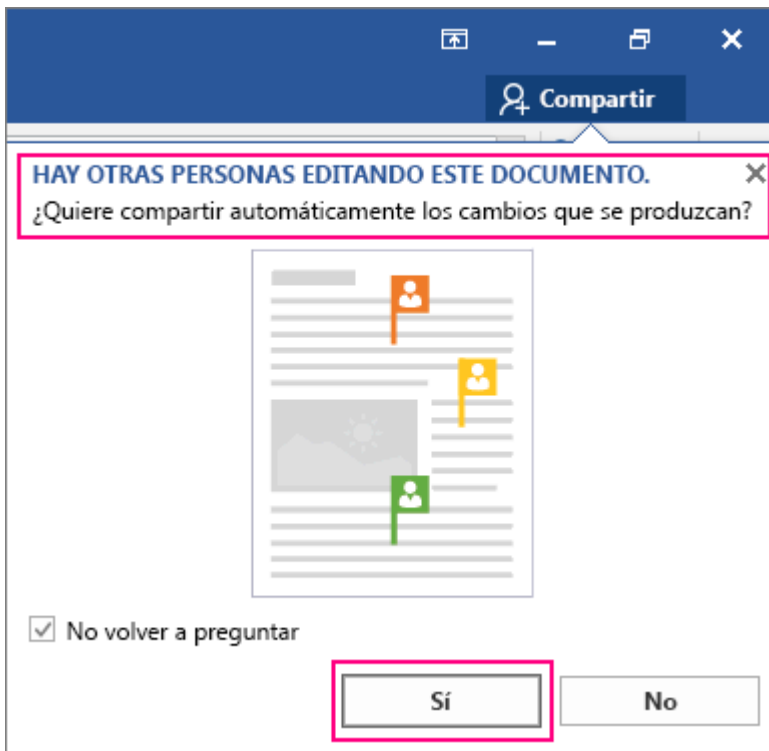 Compartir
HAY OTRAS PERSONAS EDITANDO ESTE DOCUMENTO.
¿Quiere compartir automáticamente los cambios que se produzcan?
No volver a preguntar
Sí
No